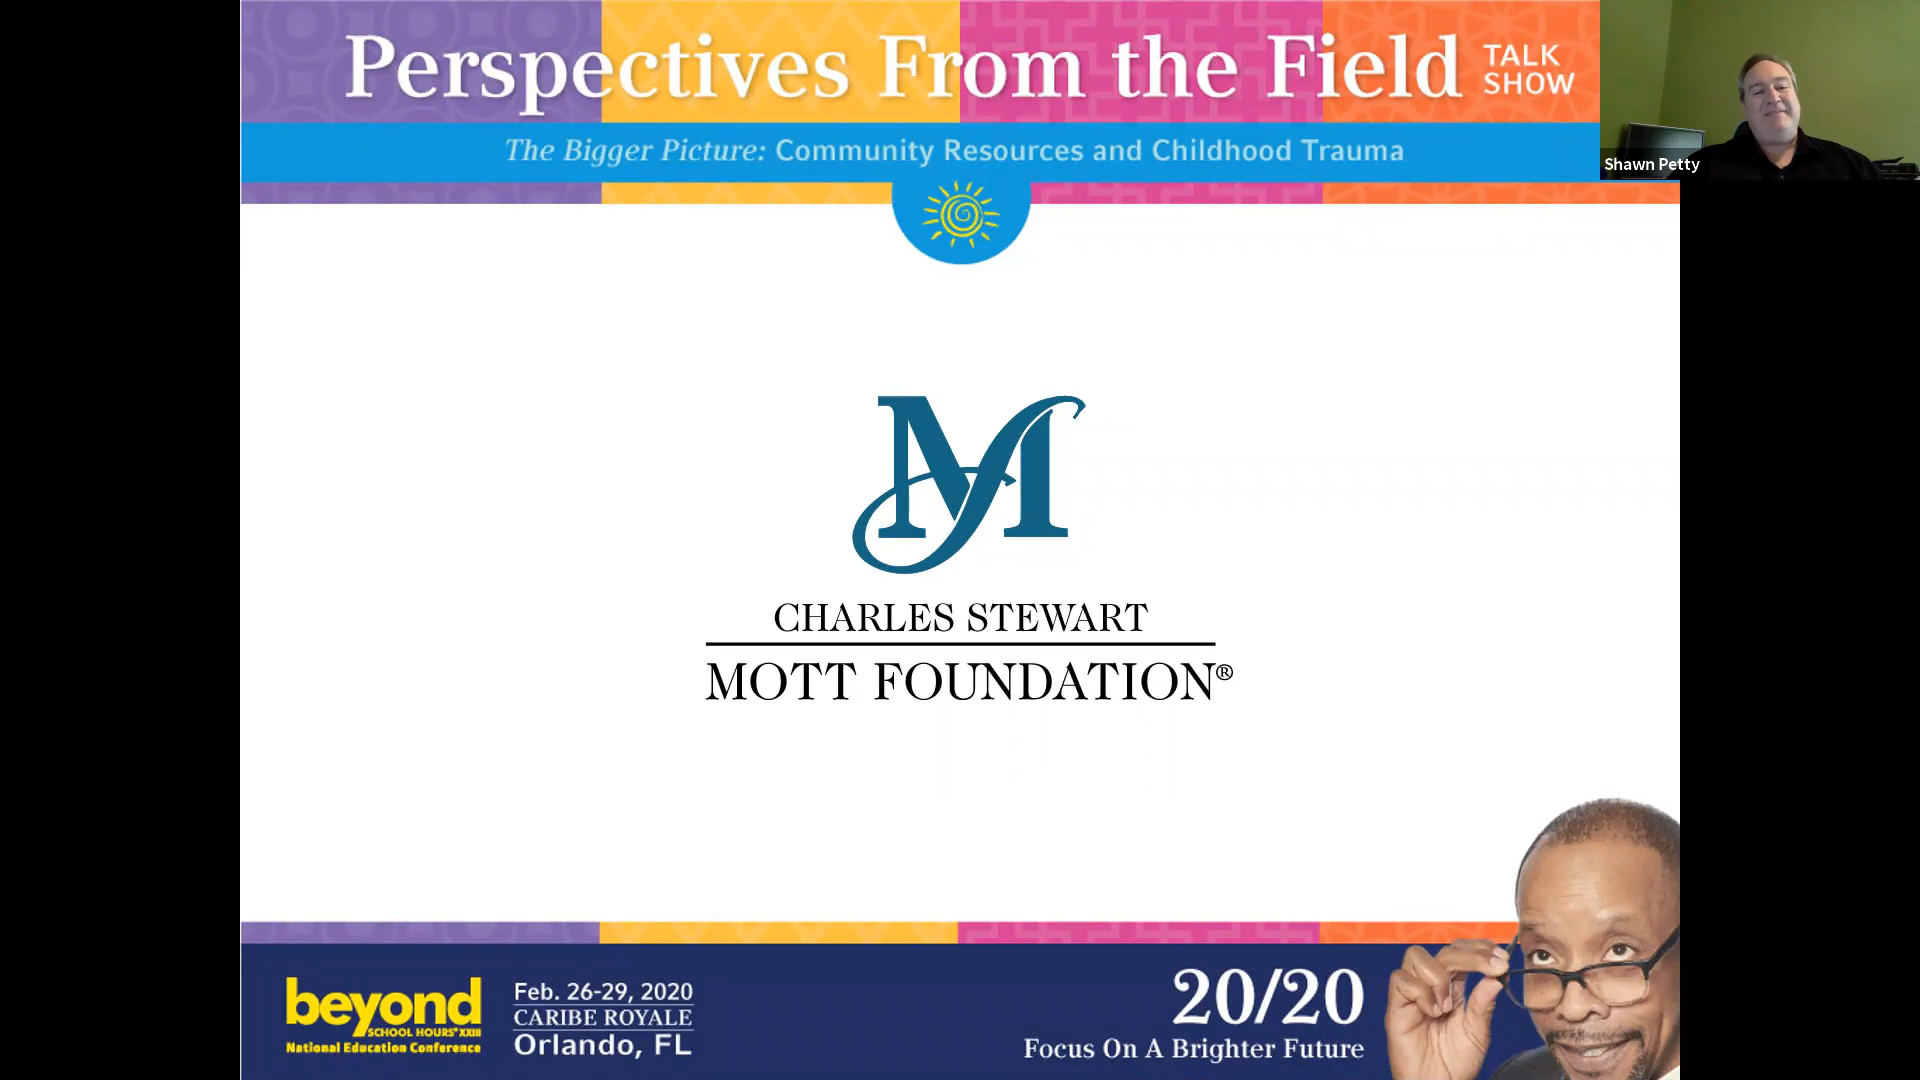 Perspectives From the Field TALK SHOW
The Bigger Picture: Community Resources and Childhood Trauma
Shawn Petty
M
CHARLES STEWART
MOTT FOUNDATION®
beyond
SCHOOL HOURS® XXIII
National Education Conference
Feb. 26-29, 2020
CARIBE ROYALE
Orlando, FL
20/20
Focus On A Brighter Future